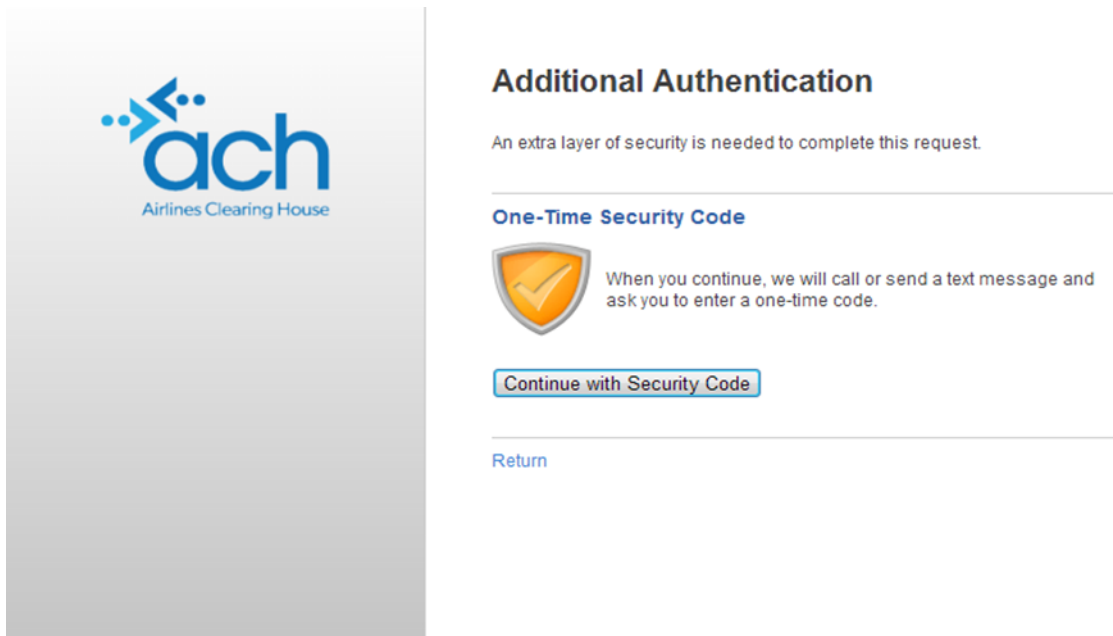 ach
Airlines Clearing House
Additional Authentication
An extra layer of security is needed to complete this request.
One-Time Security Code
When you continue, we will call or send a text message and
ask you to enter a one-time code.
Continue with Security Code
Return